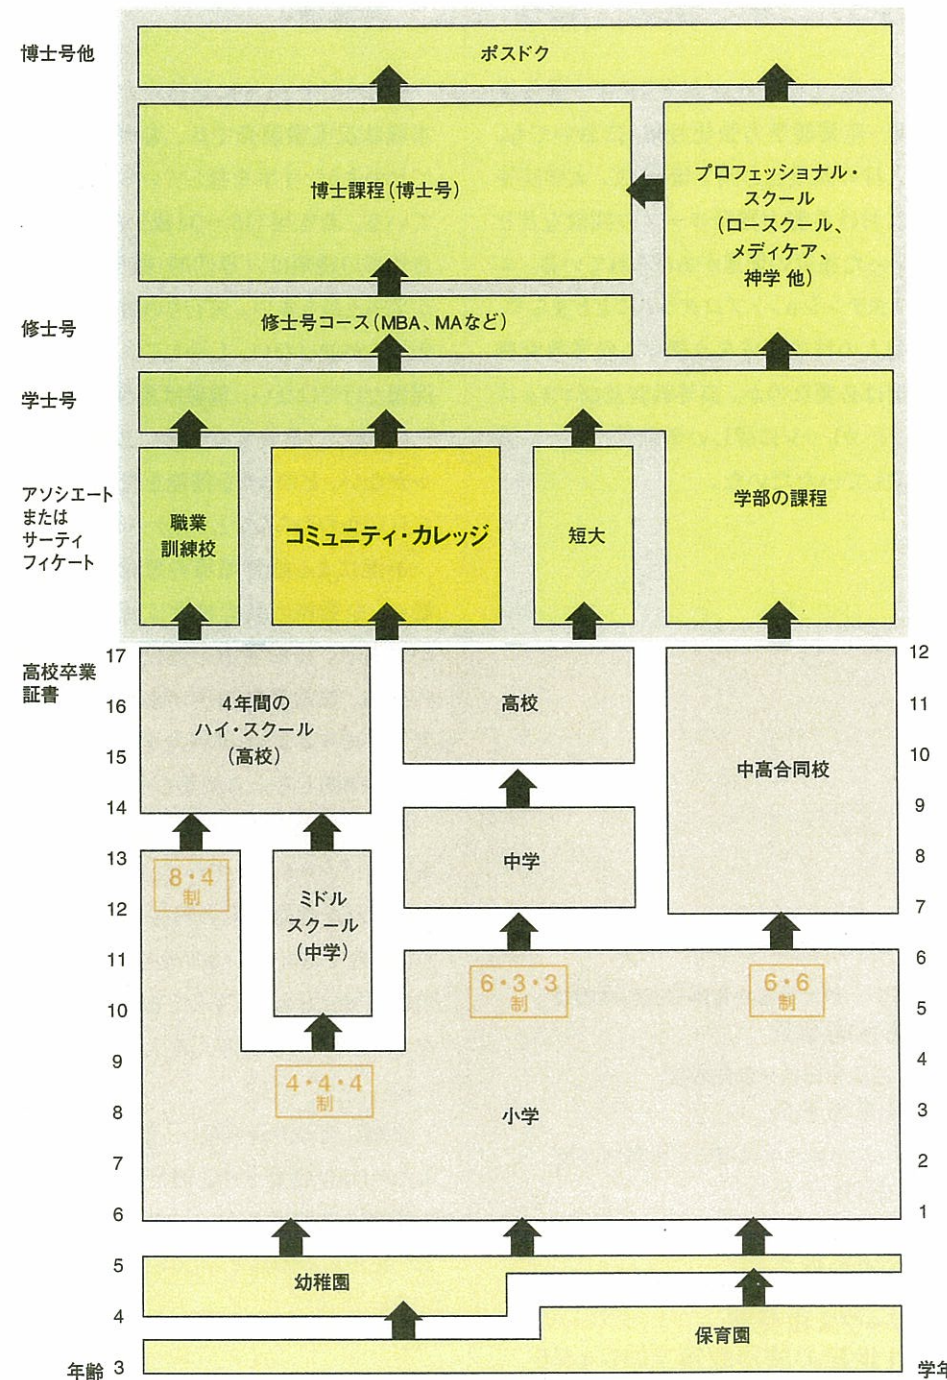 博士号他
ポスドク
博士課程(博士号)
プロフェッショナル・
スクール
(ロースクール、
メディケア、
神学 他)
修士号
修士号コース(MBA、MAなど)
学士号
アソシエート
または
サーティ
フィケート
職業
訓練校
コミュニティ・カレッジ
短大
学部の課程
高校卒業
証書
17
16
15
14
13
12
11
10
9
8
7
6
5
4
年齢 3
4年間の
ハイ・スクール
(高校)
高校
中高合同校
中学
ミドル
スクール
(中学)
8・4
制
6・3・3
制
6・6
制
4・4・4
制
小学
幼稚園
保育園
12
11
10
9
8
7
6
5
4
3
2
1
学年